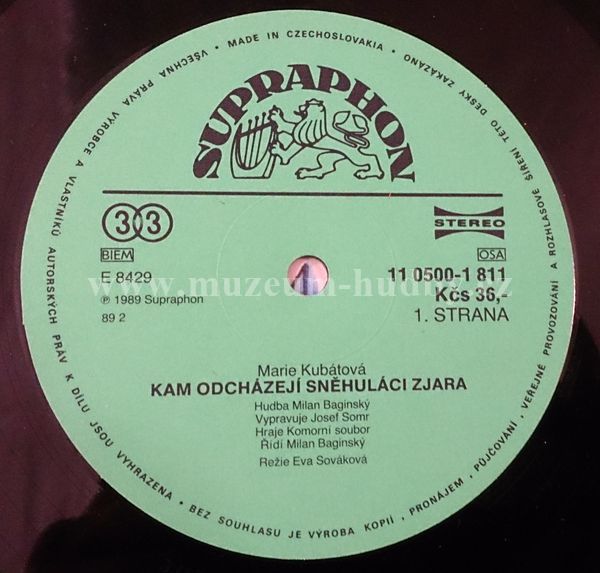 VŠECHNA PRÁVA VÝROBCE A VLASTNÍKŮ AUTORSKÝCH PRÁV K DÍLU JSOU VYHRAZENA • BEZ SOUHLASU JE VÝROBA KOPIÍ, PRONÁJEM, PŮJČOVÁNÍ, VEŘEJNÉ PROVOZOVÁNÍ A ROZHLASOVÉ ŠÍŘENÍ TÉTO DESKY ZAKÁZÁNO • MADE IN CZECHOSLOVAKIA •
SUPRAPHON
33 STEREO
BIEM OSA
E 8429 11 0500-1 811
www.muzeum-hudby.cz
℗ 1989 Supraphon Kčs 36,-
89 2 1. STRANA
Marie Kubátová
KAM ODCHÁZEJÍ SNĚHULÁCI ZJARA
Hudba Milan Baginský
Vypravuje Josef Somr
Hraje Komorní soubor
Řídí Milan Baginský
Režie Eva Sováková